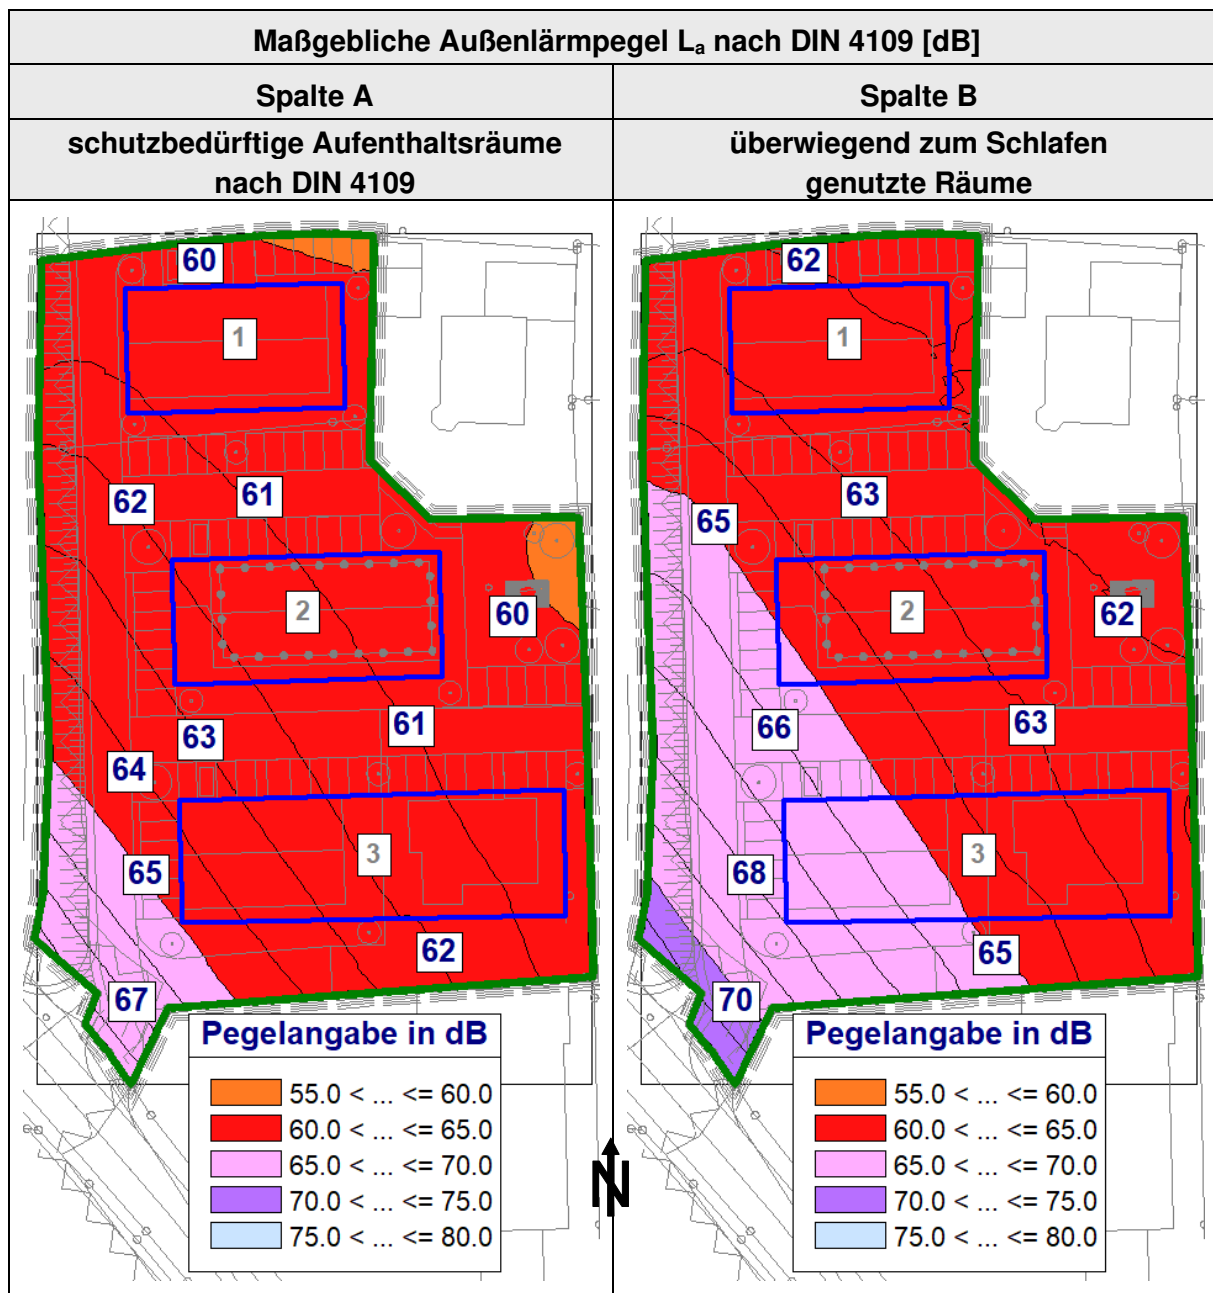 Maßgebliche Außenlärmpegel Lₐ nach DIN 4109 [dB]
Spalte A
Spalte B
schutzbedürftige Aufenthaltsräume
nach DIN 4109
überwiegend zum Schlafen
genutzte Räume
60
1
62
61
2
60
63
61
64
65
3
62
67
Pegelangabe in dB
55.0 < ... <= 60.0
60.0 < ... <= 65.0
65.0 < ... <= 70.0
70.0 < ... <= 75.0
75.0 < ... <= 80.0
N
62
1
63
65
2
62
66
63
68
3
65
70
Pegelangabe in dB
55.0 < ... <= 60.0
60.0 < ... <= 65.0
65.0 < ... <= 70.0
70.0 < ... <= 75.0
75.0 < ... <= 80.0